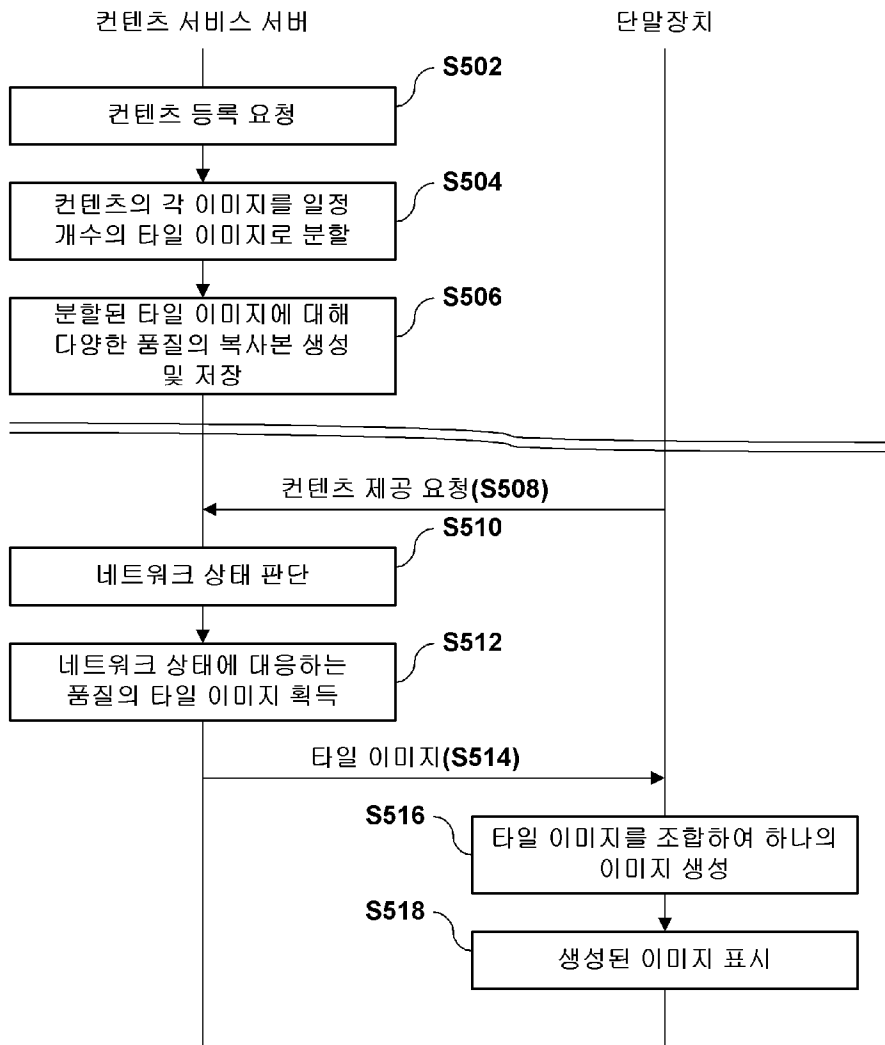 컨텐츠 서비스 서버
단말장치
S502
컨텐츠 등록 요청
S504
컨텐츠의 각 이미지를 일정
개수의 타일 이미지로 분할
S506
분할된 타일 이미지에 대해
다양한 품질의 복사본 생성
및 저장
컨텐츠 제공 요청(S508)
S510
네트워크 상태 판단
S512
네트워크 상태에 대응하는
품질의 타일 이미지 획득
타일 이미지(S514)
S516
타일 이미지를 조합하여 하나의
이미지 생성
S518
생성된 이미지 표시